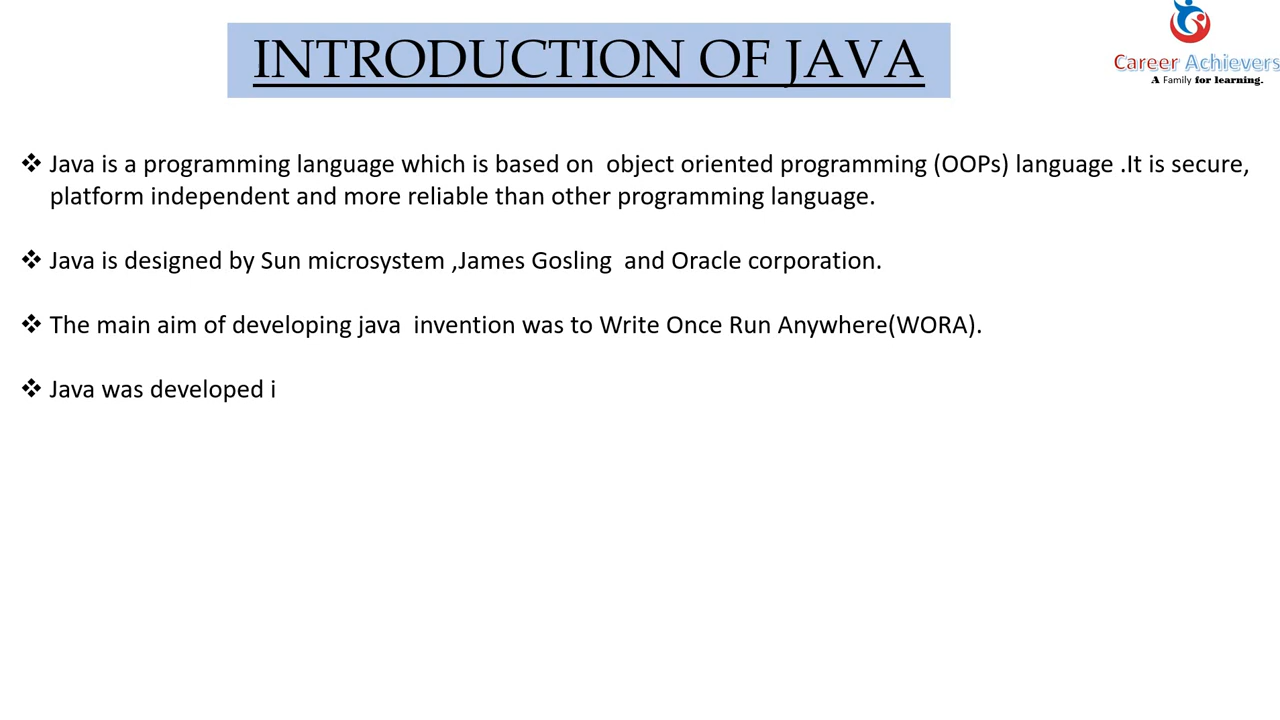 INTRODUCTION OF JAVA
Career Achievers
A Family for learning.
❖ Java is a programming language which is based on  object oriented programming (OOPs) language .It is secure,
platform independent and more reliable than other programming language.
❖ Java is designed by Sun microsystem ,James Gosling  and Oracle corporation.
❖ The main aim of developing java  invention was to Write Once Run Anywhere(WORA).
❖ Java was developed i